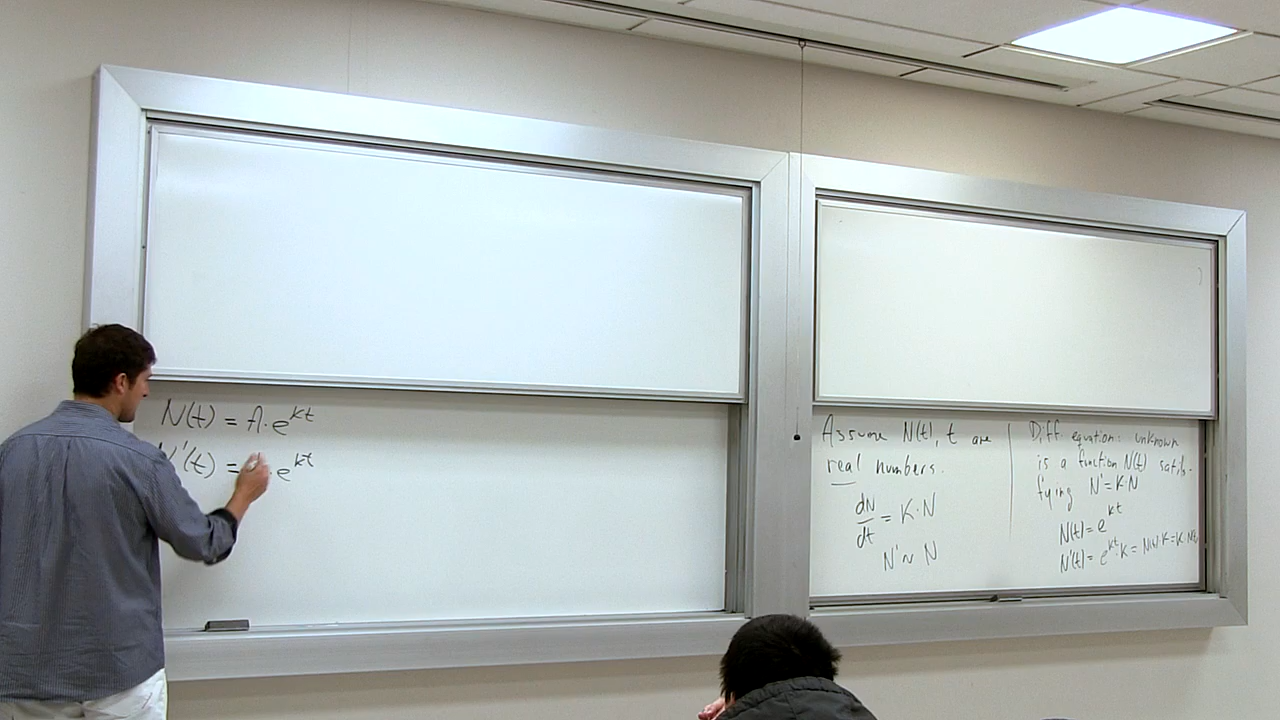 N(t) = A·e^{kt}
N'(t) = ·e^{kt}
Assume N(t), t are
real numbers.
dN/dt = K·N
N' ~ N
Diff equation: unknown
is a function N(t) satis-
fying N' = K·N
N(t) = e^{kt}
N'(t) = e^{kt}·K = N(t)·K = K·N(t)